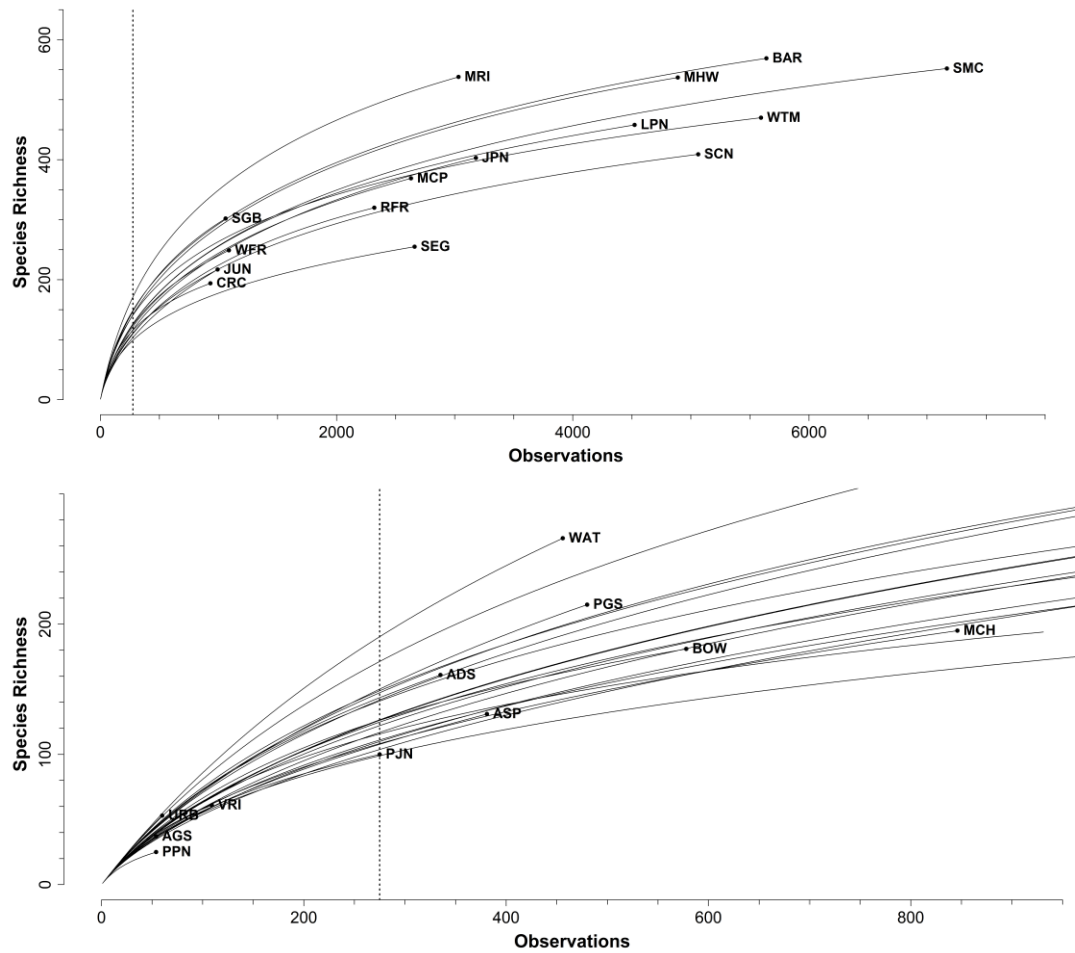 600
400
200
0
Species Richness
MRI
BAR
MHW
SMC
LPN
WTM
JPN
SCN
MCP
SGB
RFR
WFR
SEG
JUN
CRC
0 2000 4000 6000
Observations
200
100
0
Species Richness
WAT
PGS
MCH
BOW
ADS
ASP
PJN
URB
VRI
AGS
PPN
0 200 400 600 800
Observations